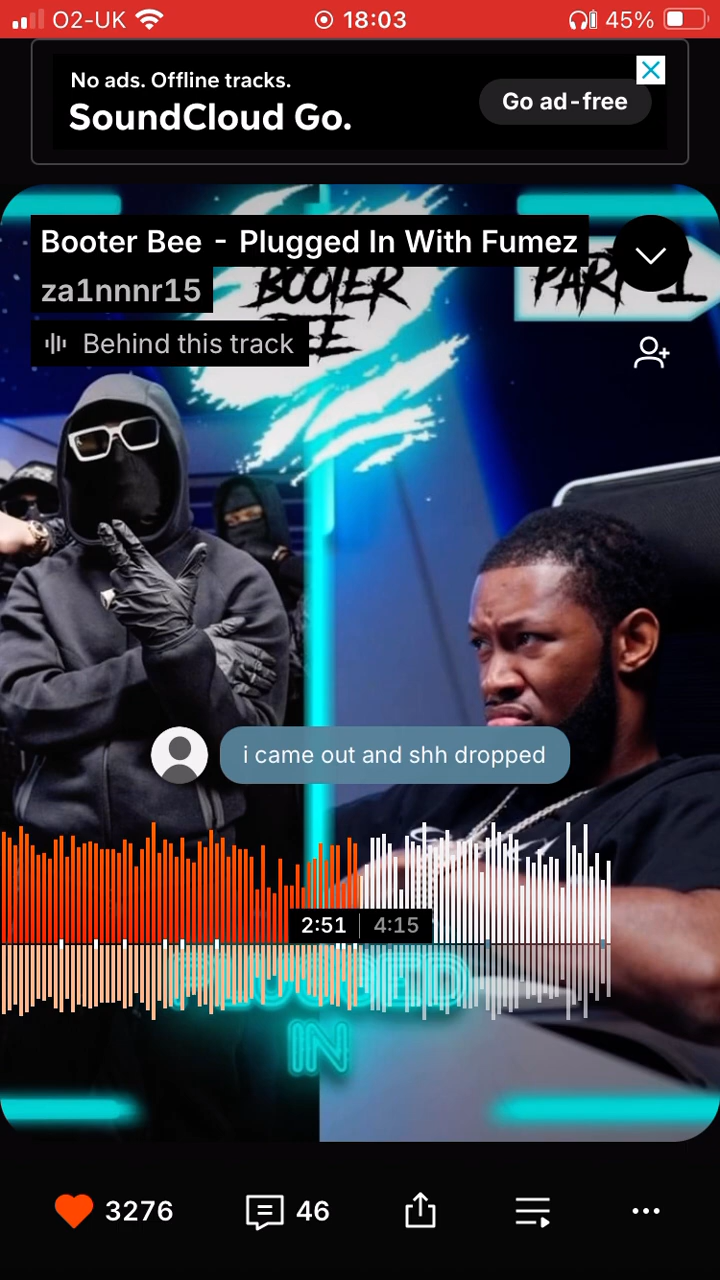 O2-UK 18:03 45%
No ads. Offline tracks.
SoundCloud Go.
Go ad-free
Booter Bee - Plugged In With Fumez
za1nnnr15
Behind this track
BOOTER
BEE
PART 1
i came out and shh dropped
2:51 4:15
PLUGGED
IN
3276 46